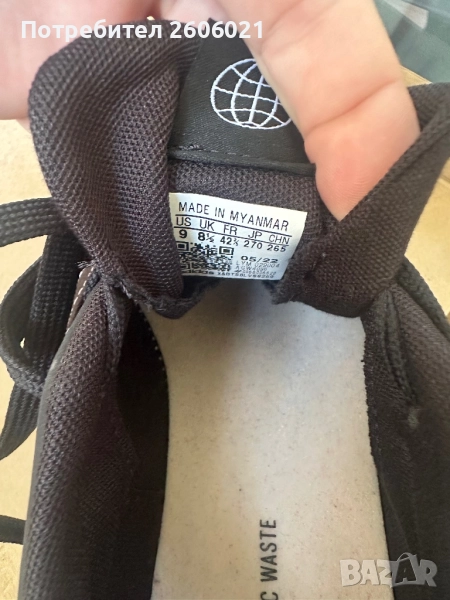 Потребител 2606021
MADE IN MYANMAR
US UK FR JP CHN
9 8½ 42⅔ 270 265
05/22
C WASTE
BAZAR